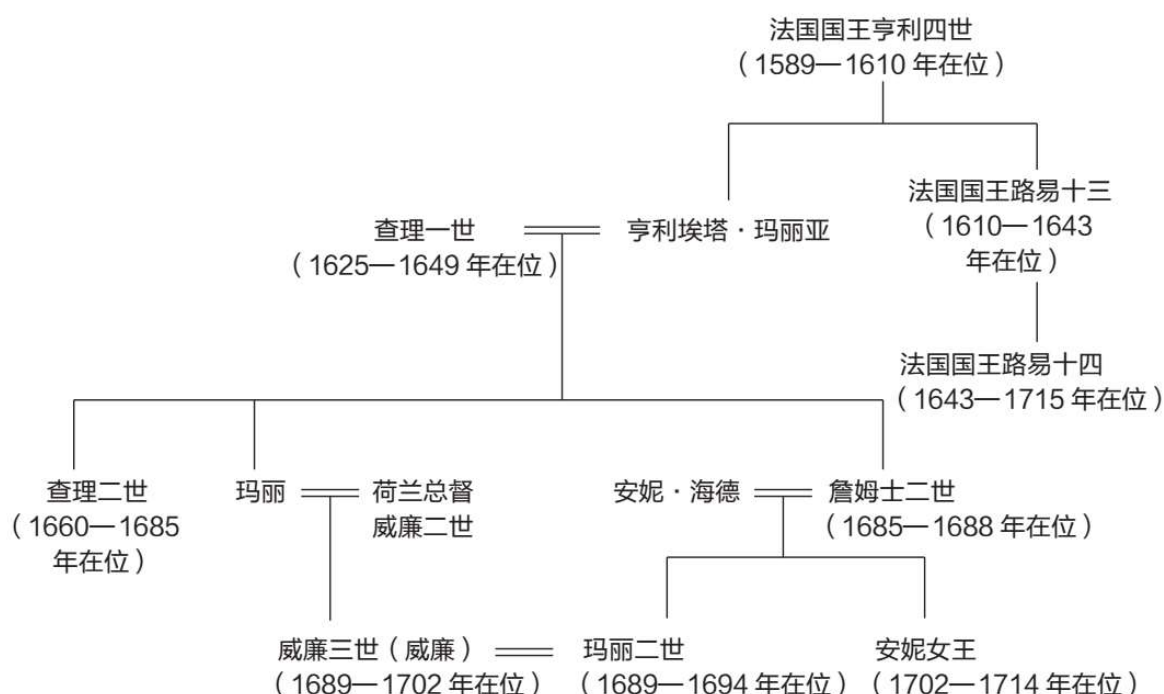 法国国王亨利四世
（1589—1610 年在位）
法国国王路易十三
（1610—1643
年在位）
查理一世
（1625—1649 年在位）
亨利埃塔·玛丽亚
法国国王路易十四
（1643—1715 年在位）
查理二世
（1660—1685
年在位）
玛丽
荷兰总督
威廉二世
安妮·海德
詹姆士二世
（1685—1688 年在位）
威廉三世（威廉）
（1689—1702 年在位）
玛丽二世
（1689—1694 年在位）
安妮女王
（1702—1714 年在位）